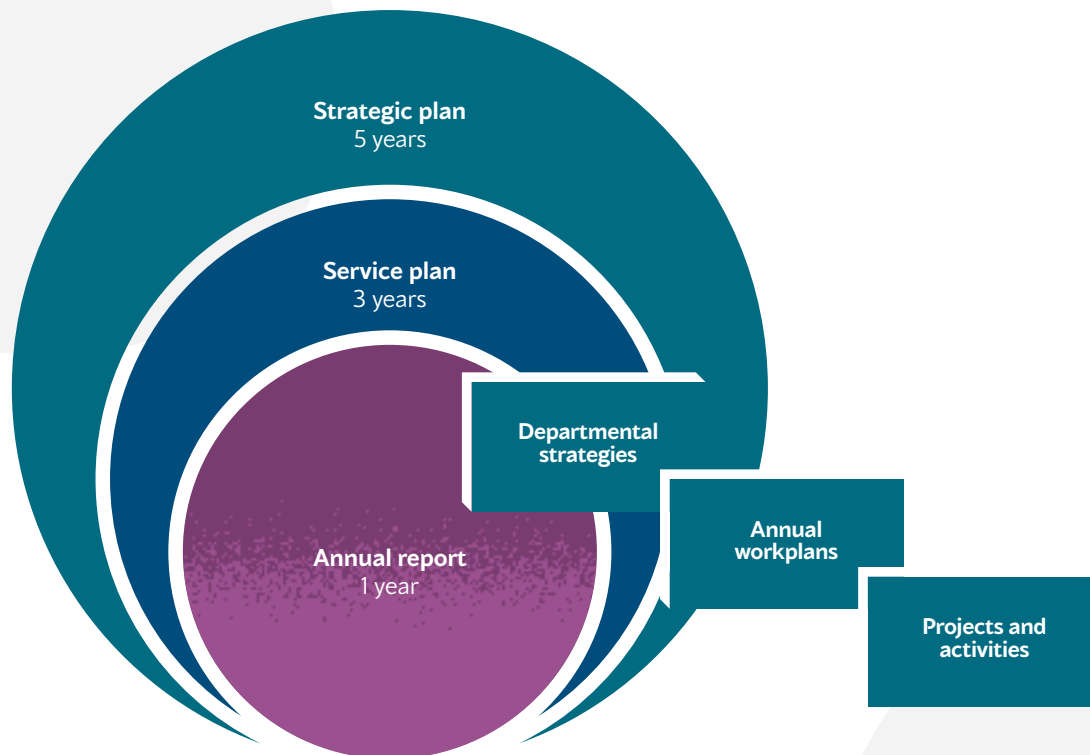 Strategic plan
5 years
Service plan
3 years
Departmental
strategies
Annual
workplans
Annual report
1 year
Projects and
activities